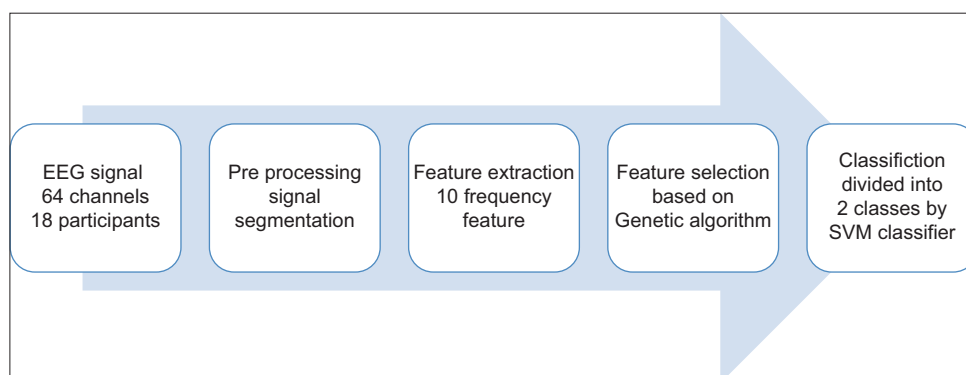 EEG signal
64 channels
18 participants
Pre processing
signal
segmentation
Feature extraction
10 frequency
feature
Feature selection
based on
Genetic algorithm
Classifiction
divided into
2 classes by
SVM classifier